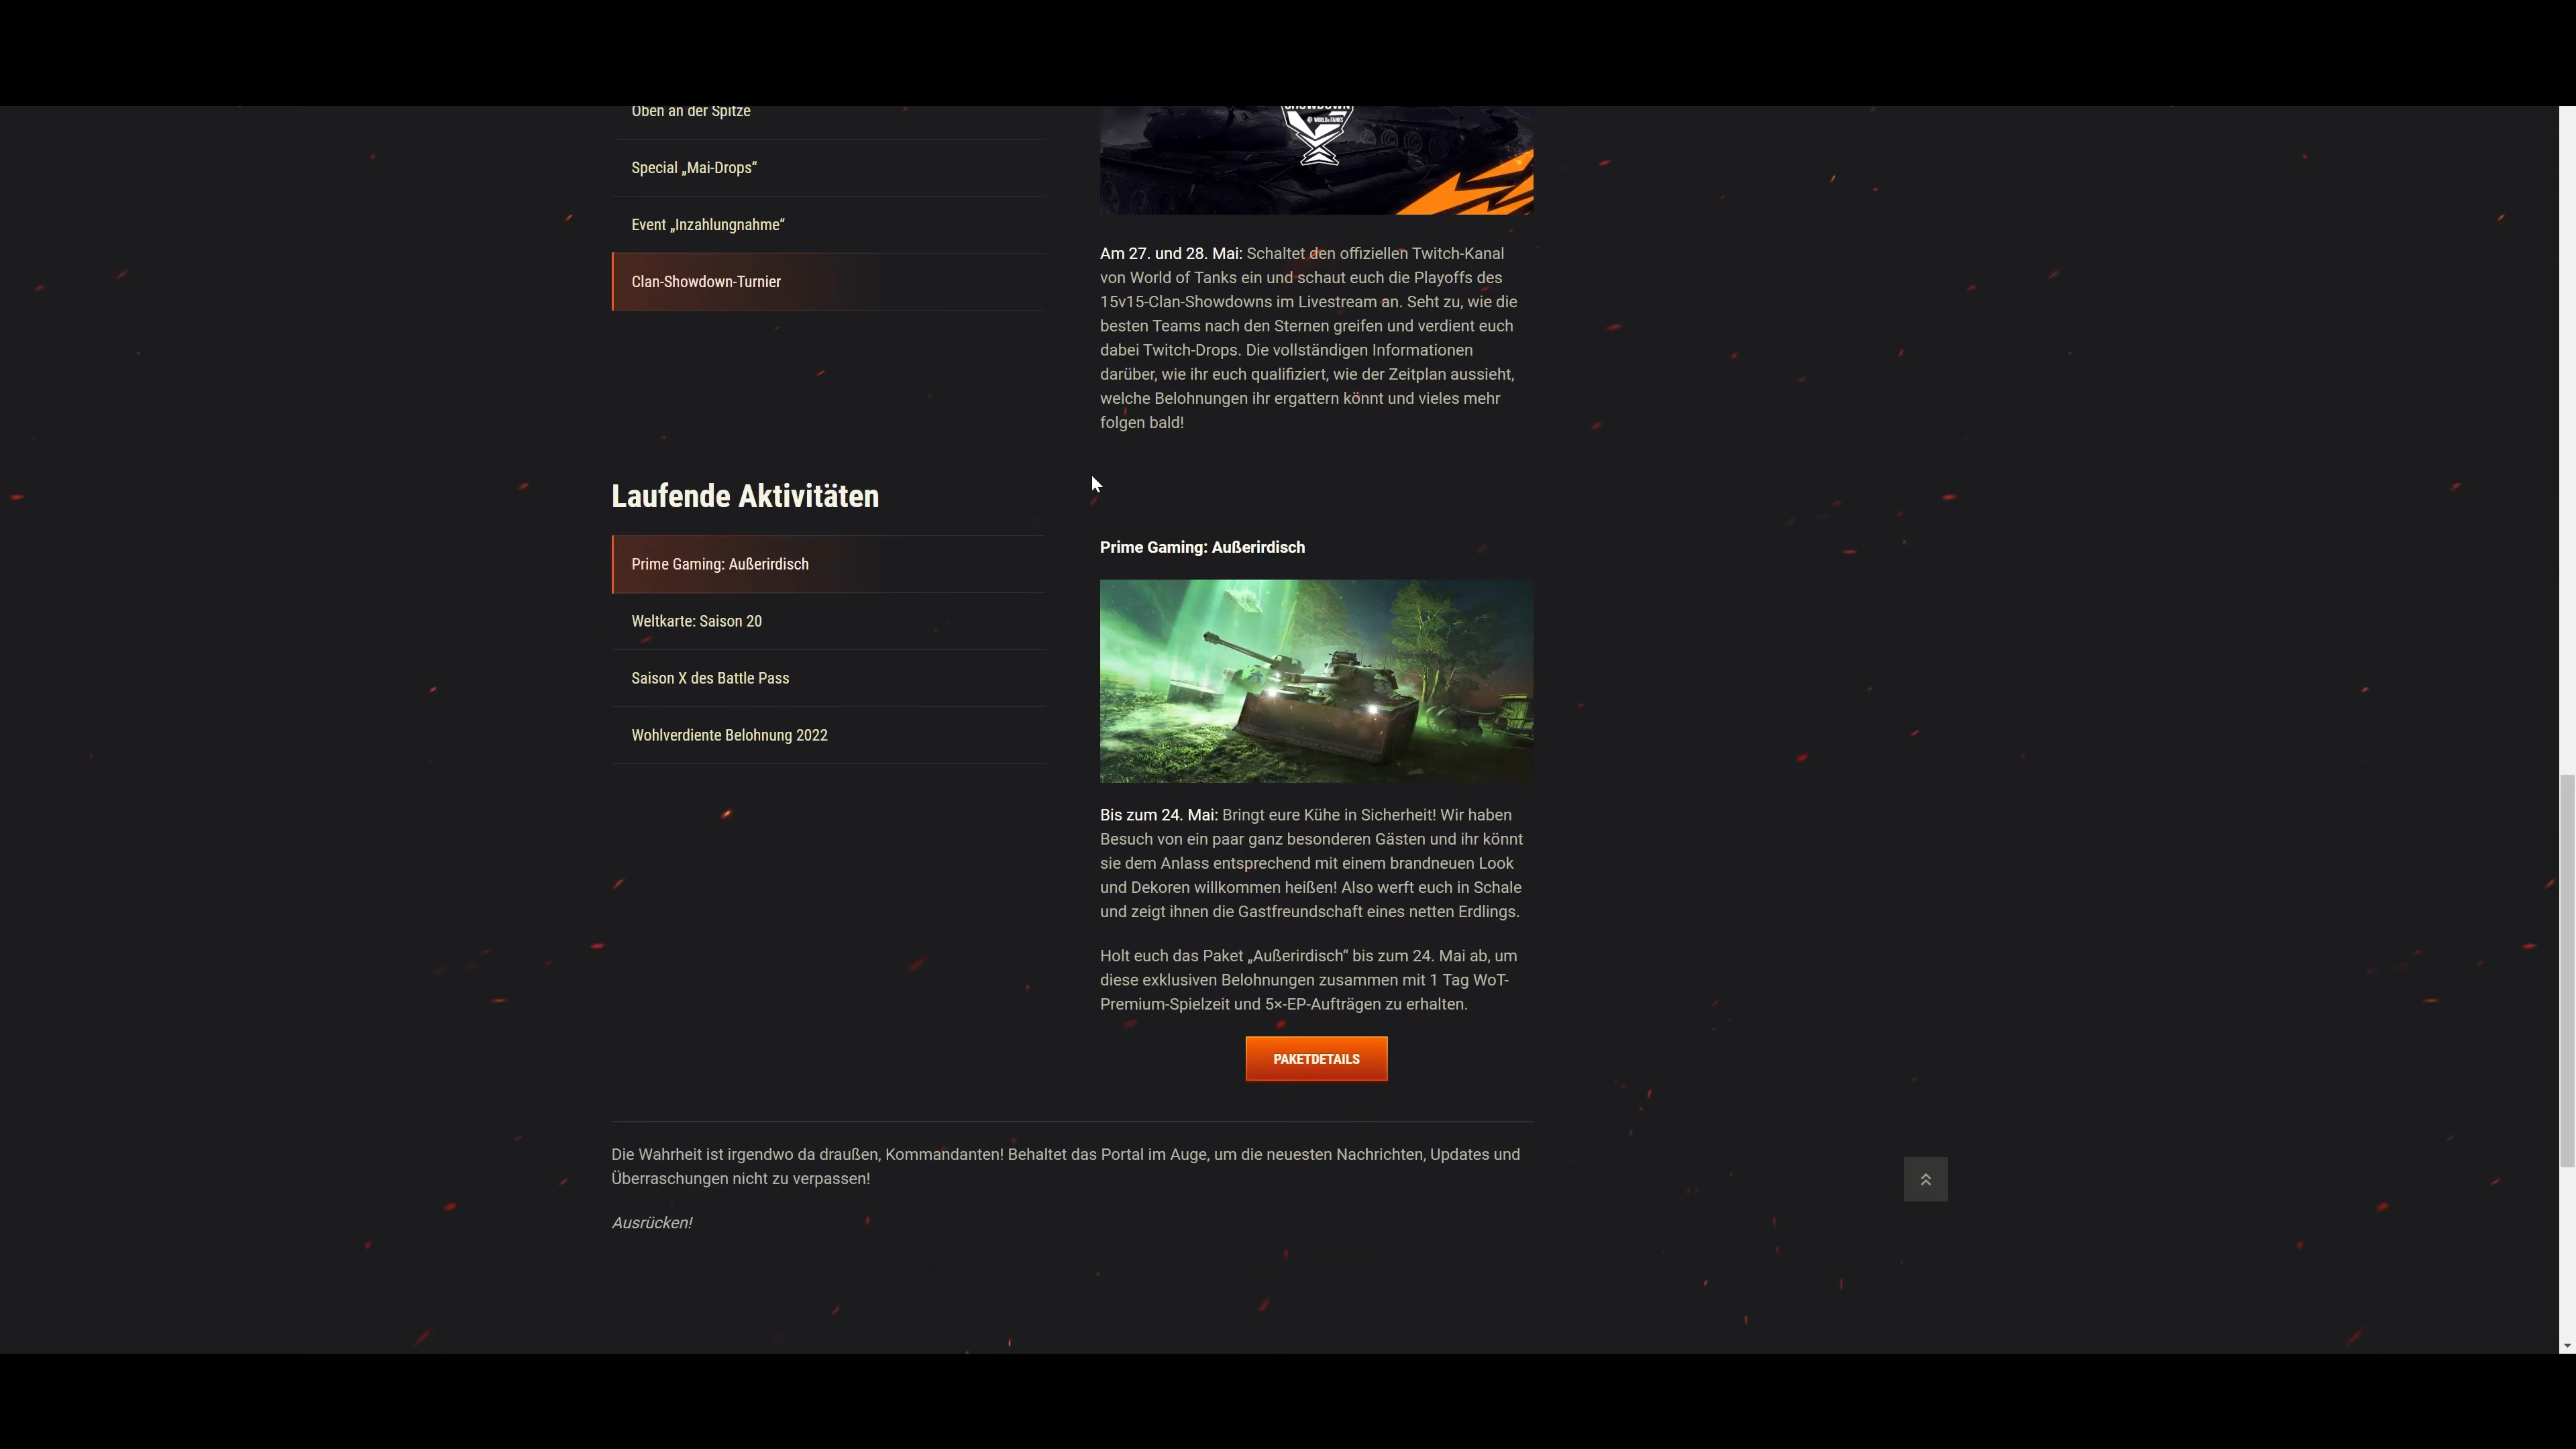 Oben an der Spitze
Special „Mai-Drops“
Event „Inzahlungnahme“
Clan-Showdown-Turnier
SHOWDOWN
WORLD of TANKS
Am 27. und 28. Mai: Schaltet den offiziellen Twitch-Kanal
von World of Tanks ein und schaut euch die Playoffs des
15v15-Clan-Showdowns im Livestream an. Seht zu, wie die
besten Teams nach den Sternen greifen und verdient euch
dabei Twitch-Drops. Die vollständigen Informationen
darüber, wie ihr euch qualifiziert, wie der Zeitplan aussieht,
welche Belohnungen ihr ergattern könnt und vieles mehr
folgen bald!
Laufende Aktivitäten
Prime Gaming: Außerirdisch
Weltkarte: Saison 20
Saison X des Battle Pass
Wohlverdiente Belohnung 2022
Prime Gaming: Außerirdisch
Bis zum 24. Mai: Bringt eure Kühe in Sicherheit! Wir haben
Besuch von ein paar ganz besonderen Gästen und ihr könnt
sie dem Anlass entsprechend mit einem brandneuen Look
und Dekoren willkommen heißen! Also werft euch in Schale
und zeigt ihnen die Gastfreundschaft eines netten Erdlings.
Holt euch das Paket „Außerirdisch“ bis zum 24. Mai ab, um
diese exklusiven Belohnungen zusammen mit 1 Tag WoT-
Premium-Spielzeit und 5×-EP-Aufträgen zu erhalten.
PAKETDETAILS
Die Wahrheit ist irgendwo da draußen, Kommandanten! Behaltet das Portal im Auge, um die neuesten Nachrichten, Updates und
Überraschungen nicht zu verpassen!
Ausrücken!